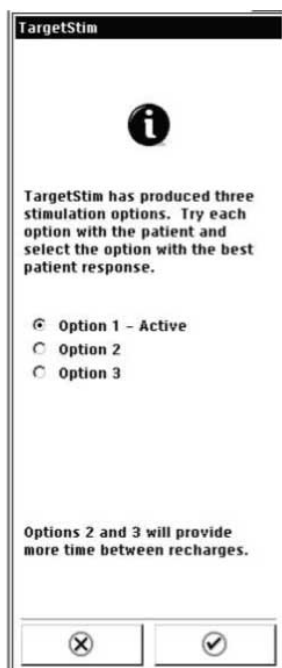 TargetStim
TargetStim has produced three
stimulation options. Try each
option with the patient and
select the option with the best
patient response.
Option 1 - Active
Option 2
Option 3
Options 2 and 3 will provide
more time between recharges.